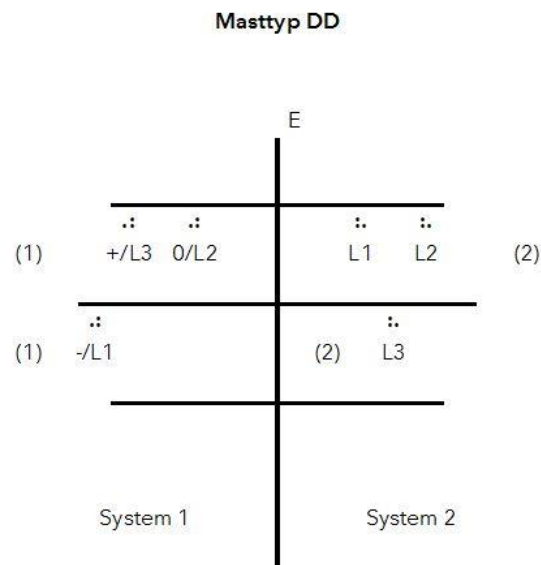 Masttyp DD
E
(1) +/L3 0/L2 L1 L2 (2)
(1) -/L1 (2) L3
System 1 System 2